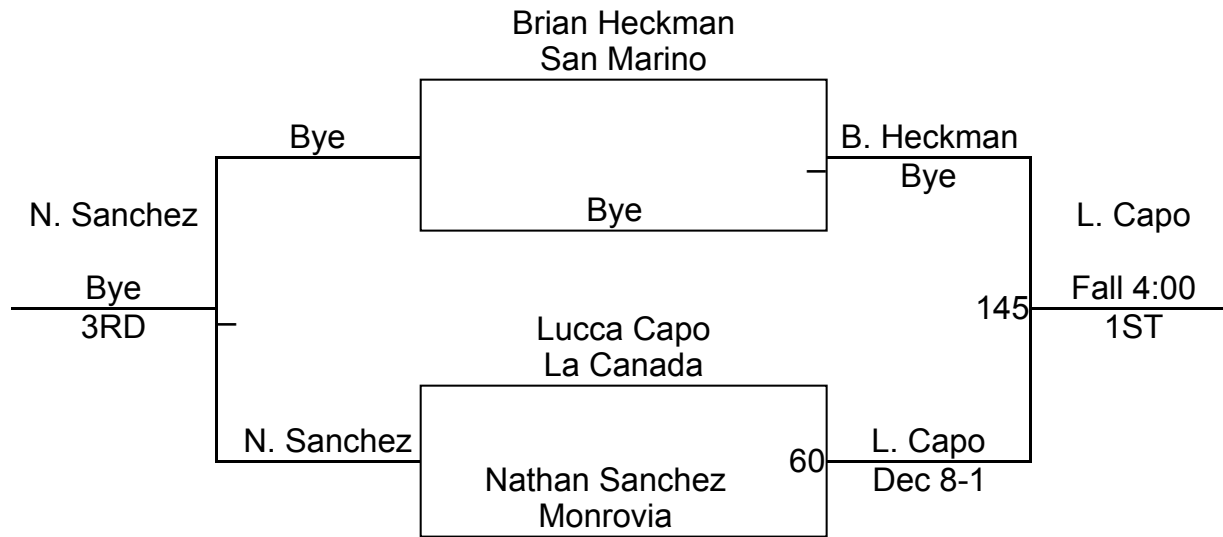 Brian Heckman
San Marino
Bye
B. Heckman
Bye
Bye
N. Sanchez
L. Capo
Bye
3RD
145
Fall 4:00
1ST
Lucca Capo
La Canada
N. Sanchez
60
L. Capo
Dec 8-1
Nathan Sanchez
Monrovia